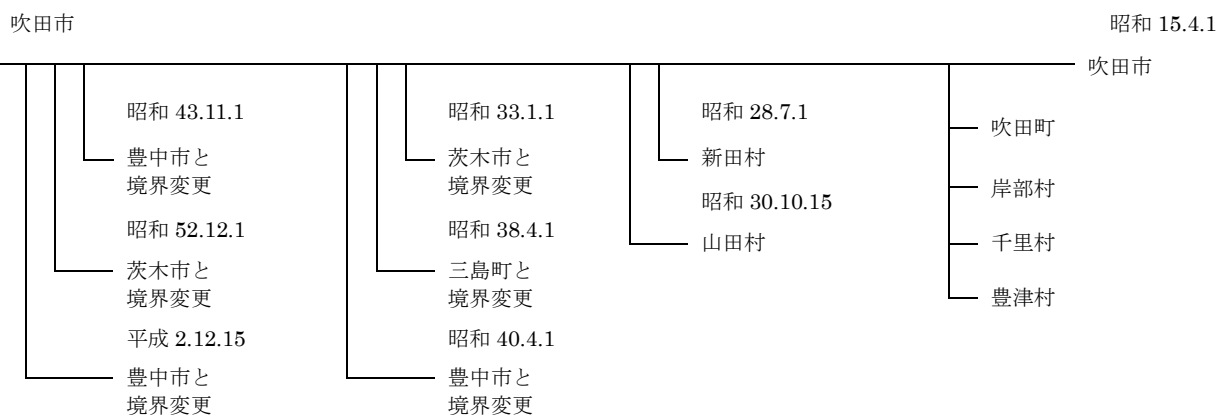 吹田市
昭和 15.4.1
吹田市
昭和 43.11.1
豊中市と
境界変更
昭和 52.12.1
茨木市と
境界変更
平成 2.12.15
豊中市と
境界変更
昭和 33.1.1
茨木市と
境界変更
昭和 38.4.1
三島町と
境界変更
昭和 40.4.1
豊中市と
境界変更
昭和 28.7.1
新田村
昭和 30.10.15
山田村
吹田町
岸部村
千里村
豊津村